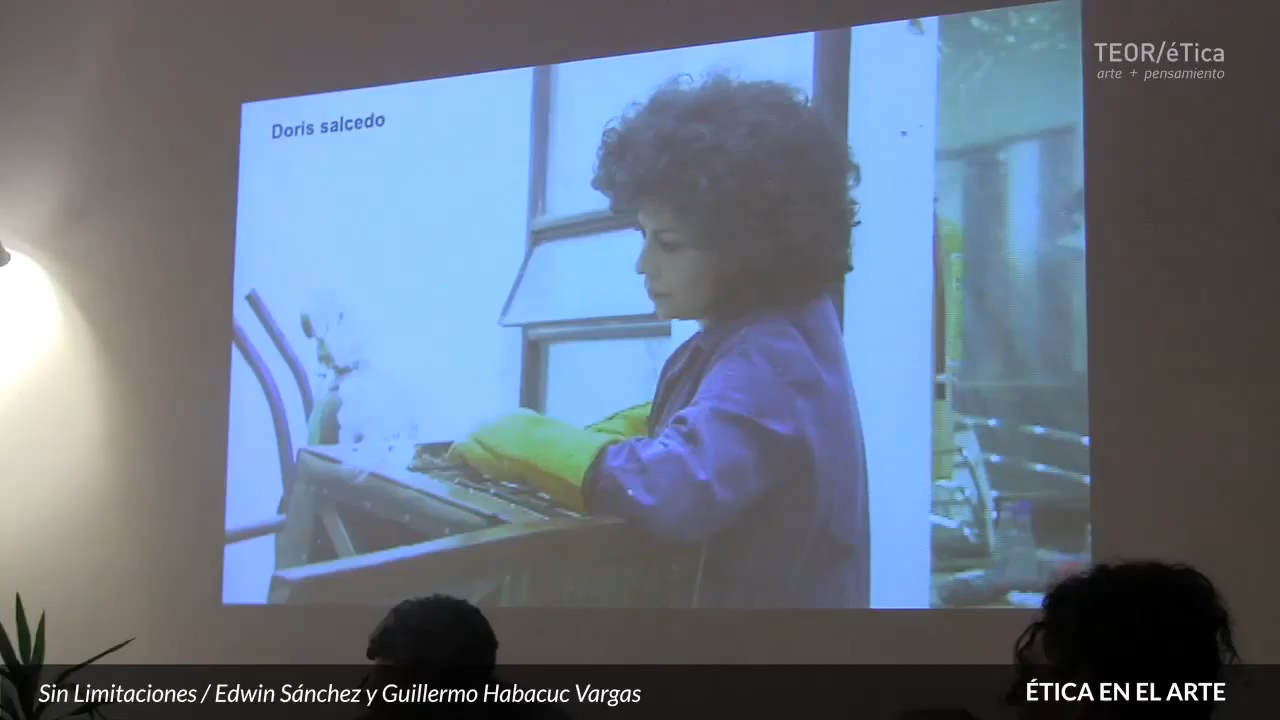 Doris salcedo
TEOR/éTica
arte + pensamiento
Sin Limitaciones / Edwin Sánchez y Guillermo Habacuc Vargas
ÉTICA EN EL ARTE